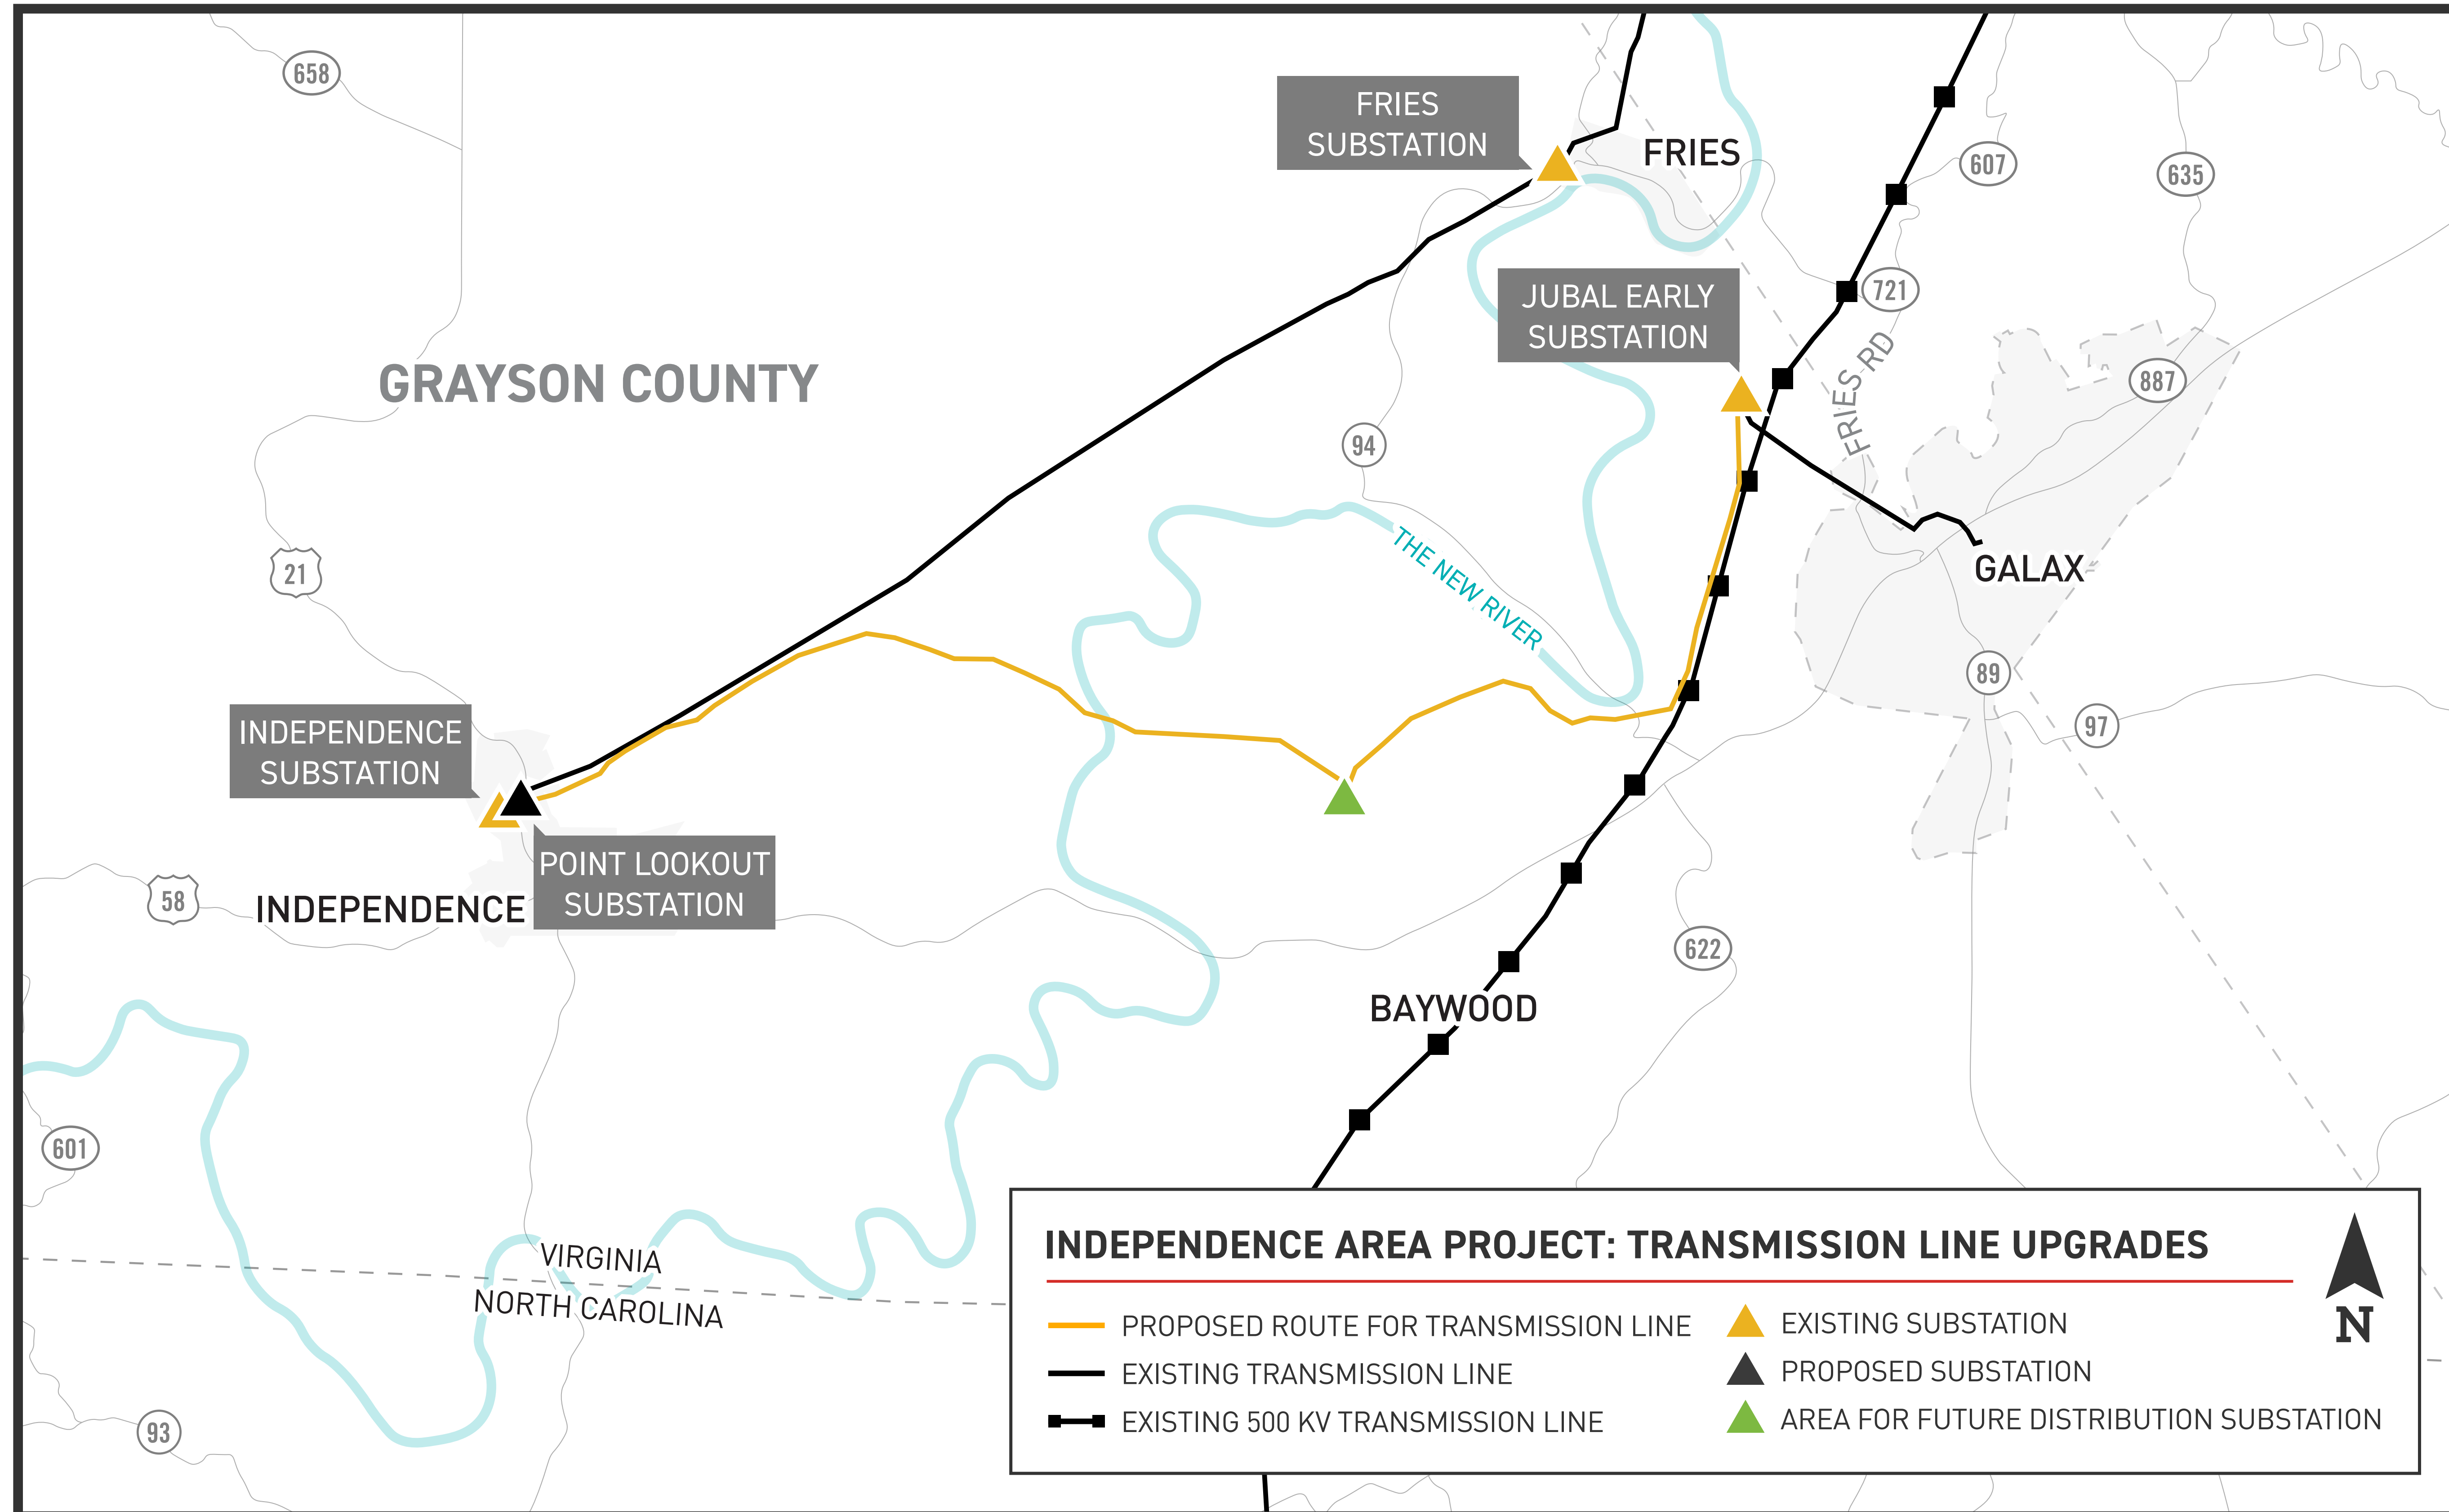 658
FRIES
SUBSTATION
FRIES
607
635
JUBAL EARLY
SUBSTATION
721
FRIES RD
887
GRAYSON COUNTY
94
21
THE NEW RIVER
GALAX
89
97
INDEPENDENCE
SUBSTATION
POINT LOOKOUT
SUBSTATION
58
INDEPENDENCE
622
BAYWOOD
601
VIRGINIA
NORTH CAROLINA
93
INDEPENDENCE AREA PROJECT: TRANSMISSION LINE UPGRADES
PROPOSED ROUTE FOR TRANSMISSION LINE
EXISTING TRANSMISSION LINE
EXISTING 500 KV TRANSMISSION LINE
EXISTING SUBSTATION
PROPOSED SUBSTATION
AREA FOR FUTURE DISTRIBUTION SUBSTATION
N